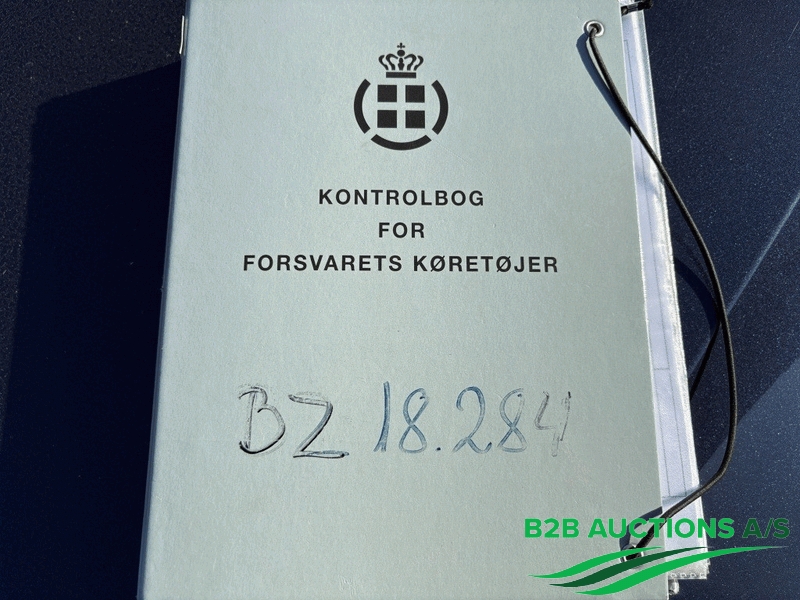 KONTROLBOG
FOR
FORSVARETS KØRETØJER
BZ 18.284
B2B AUCTIONS A/S